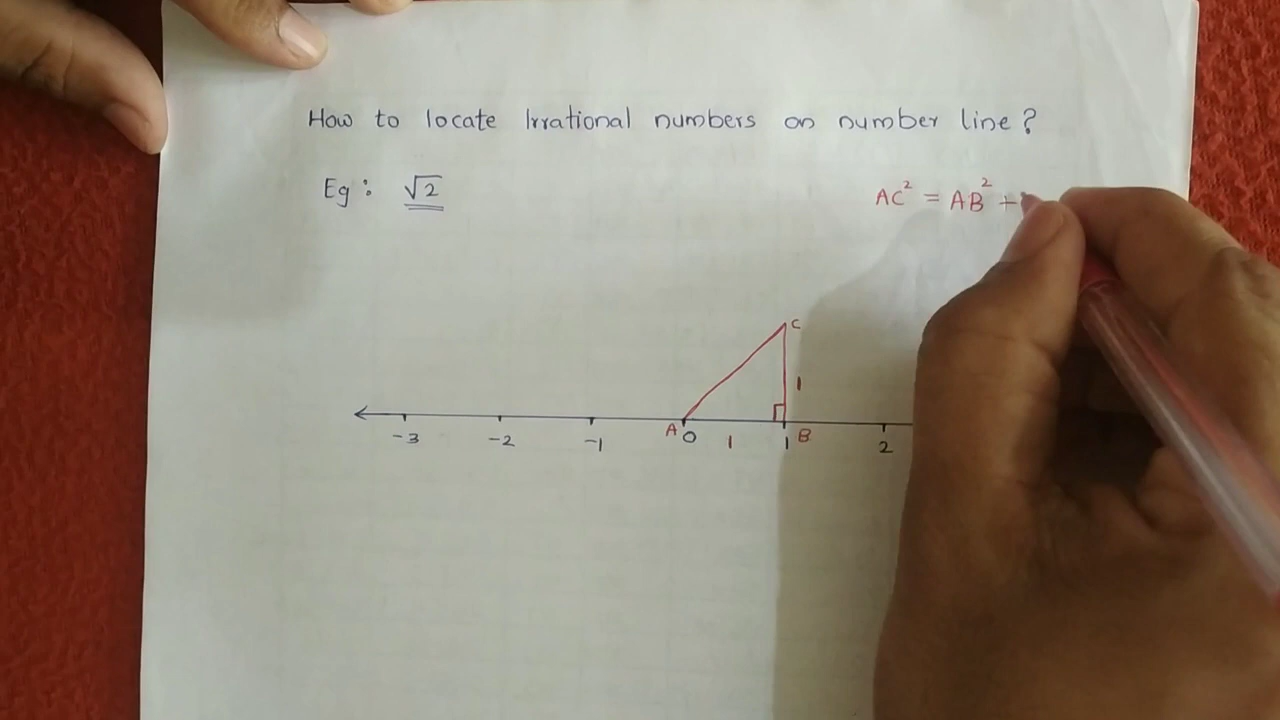 How to locate Irrational numbers on number line?
Eg: √2
AC² = AB² +
C
1
-3 -2 -1 A 0 1 1 B 2